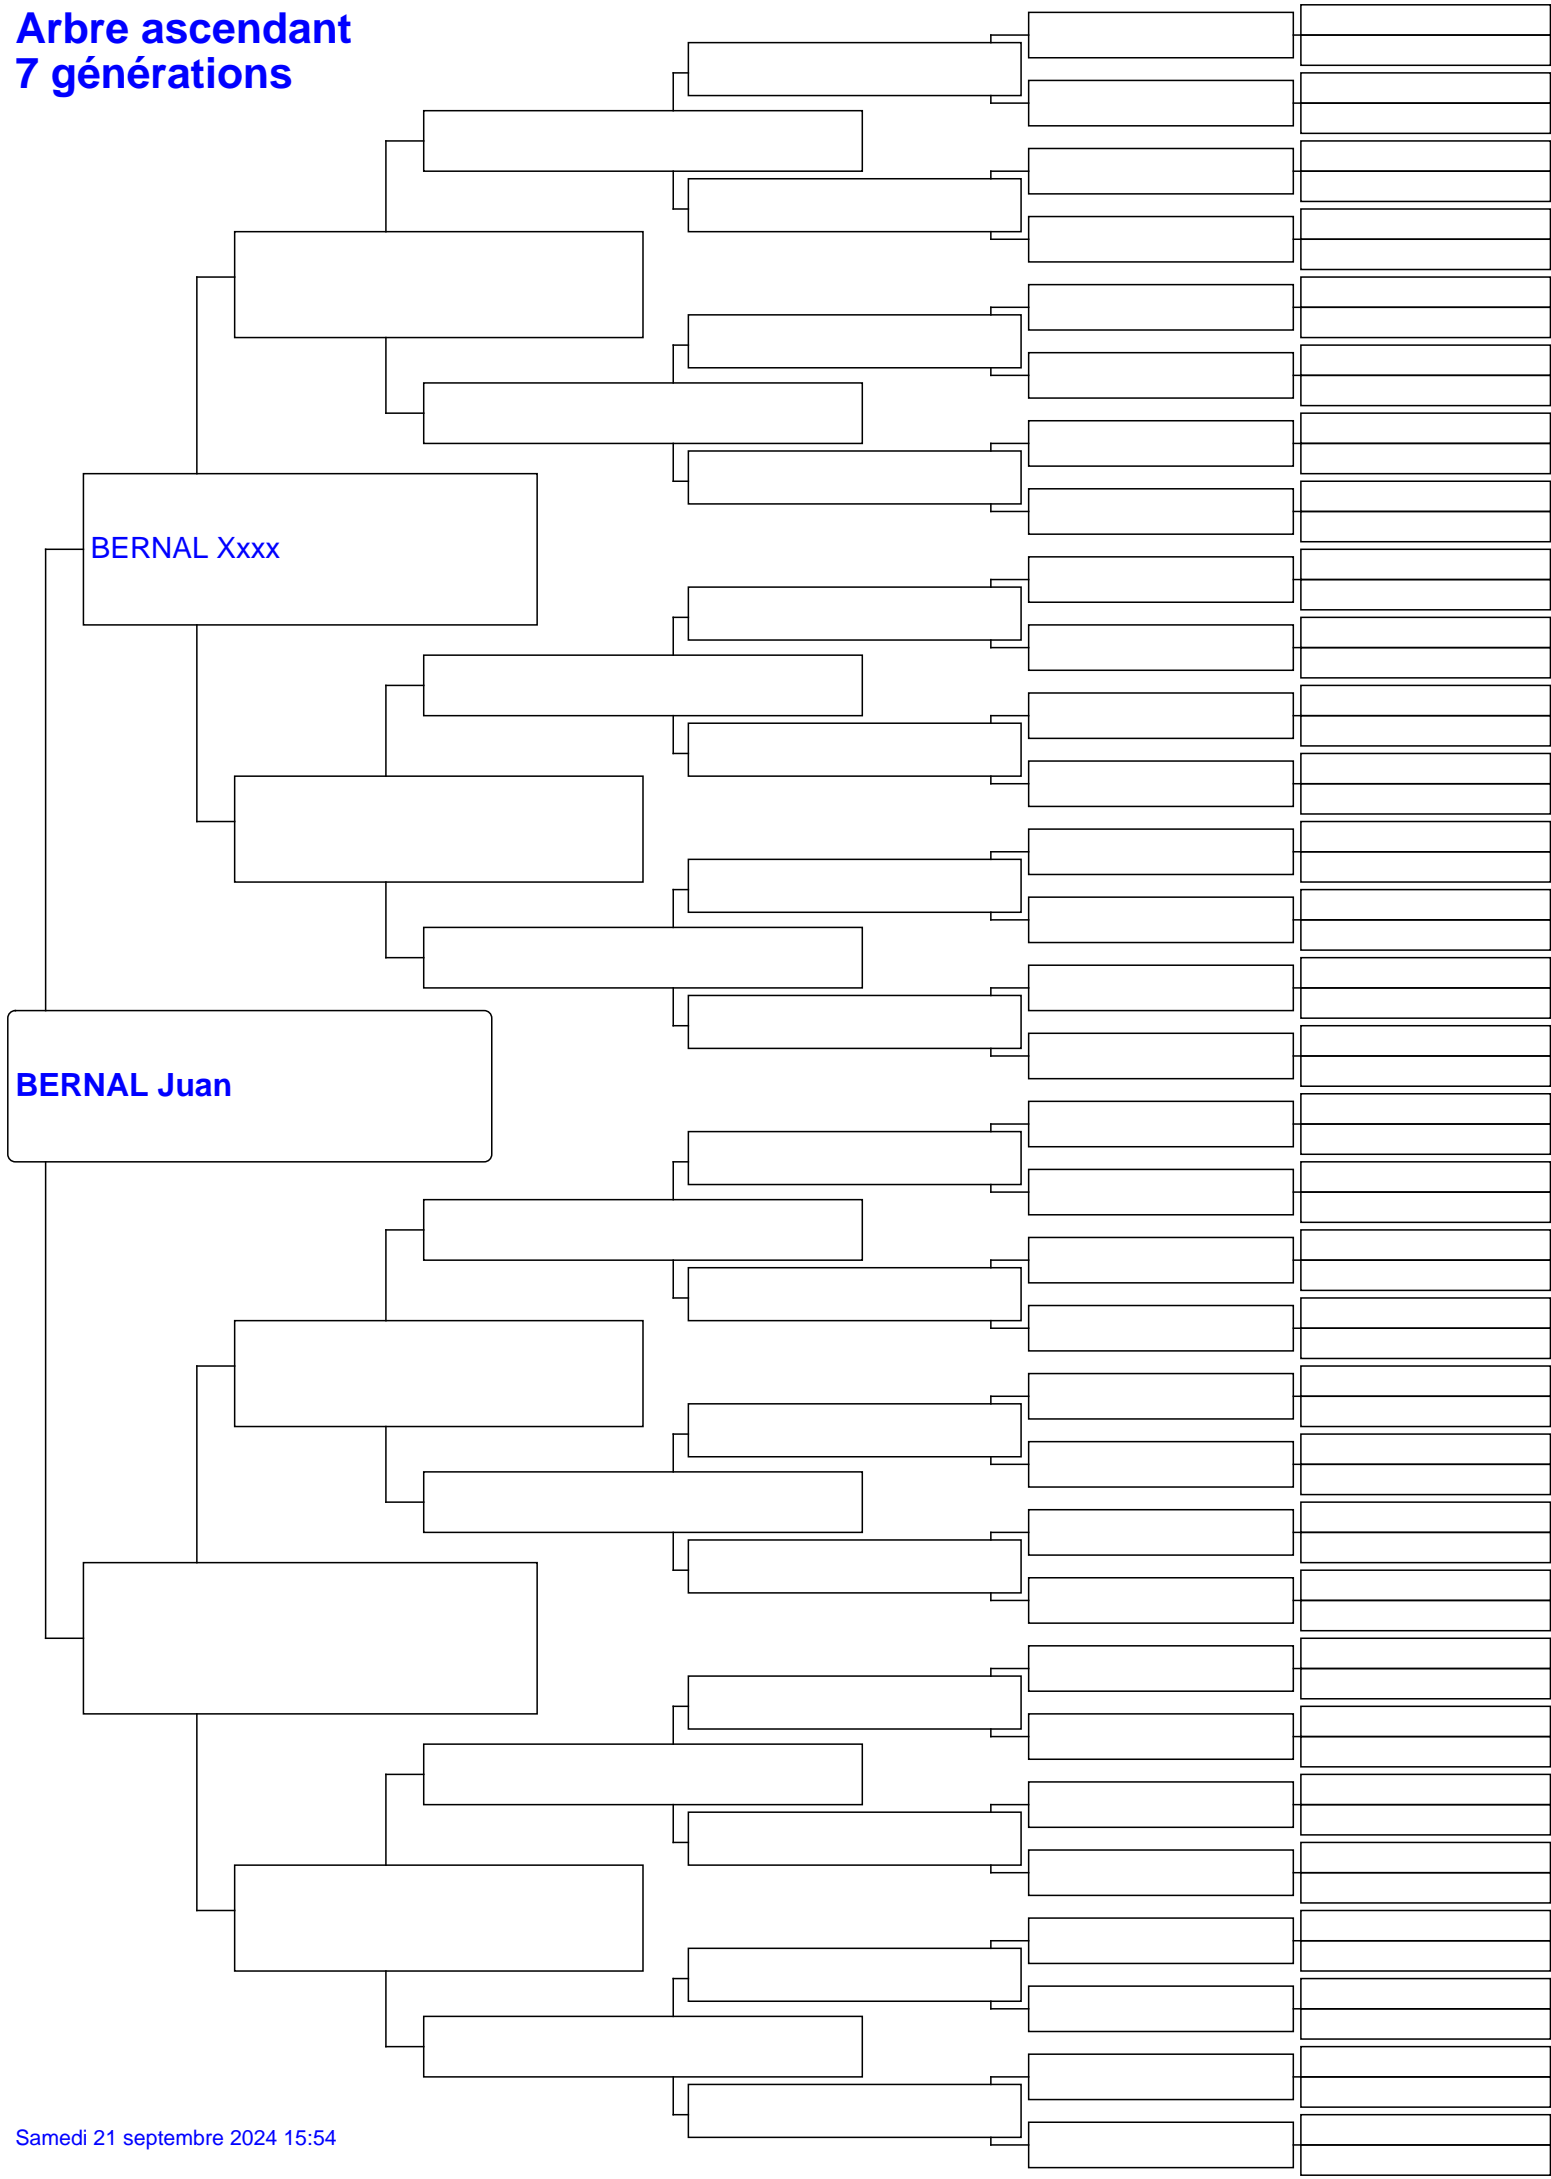 Arbre ascendant
7 générations
BERNAL Xxxx
BERNAL Juan
Samedi 21 septembre 2024 15:54